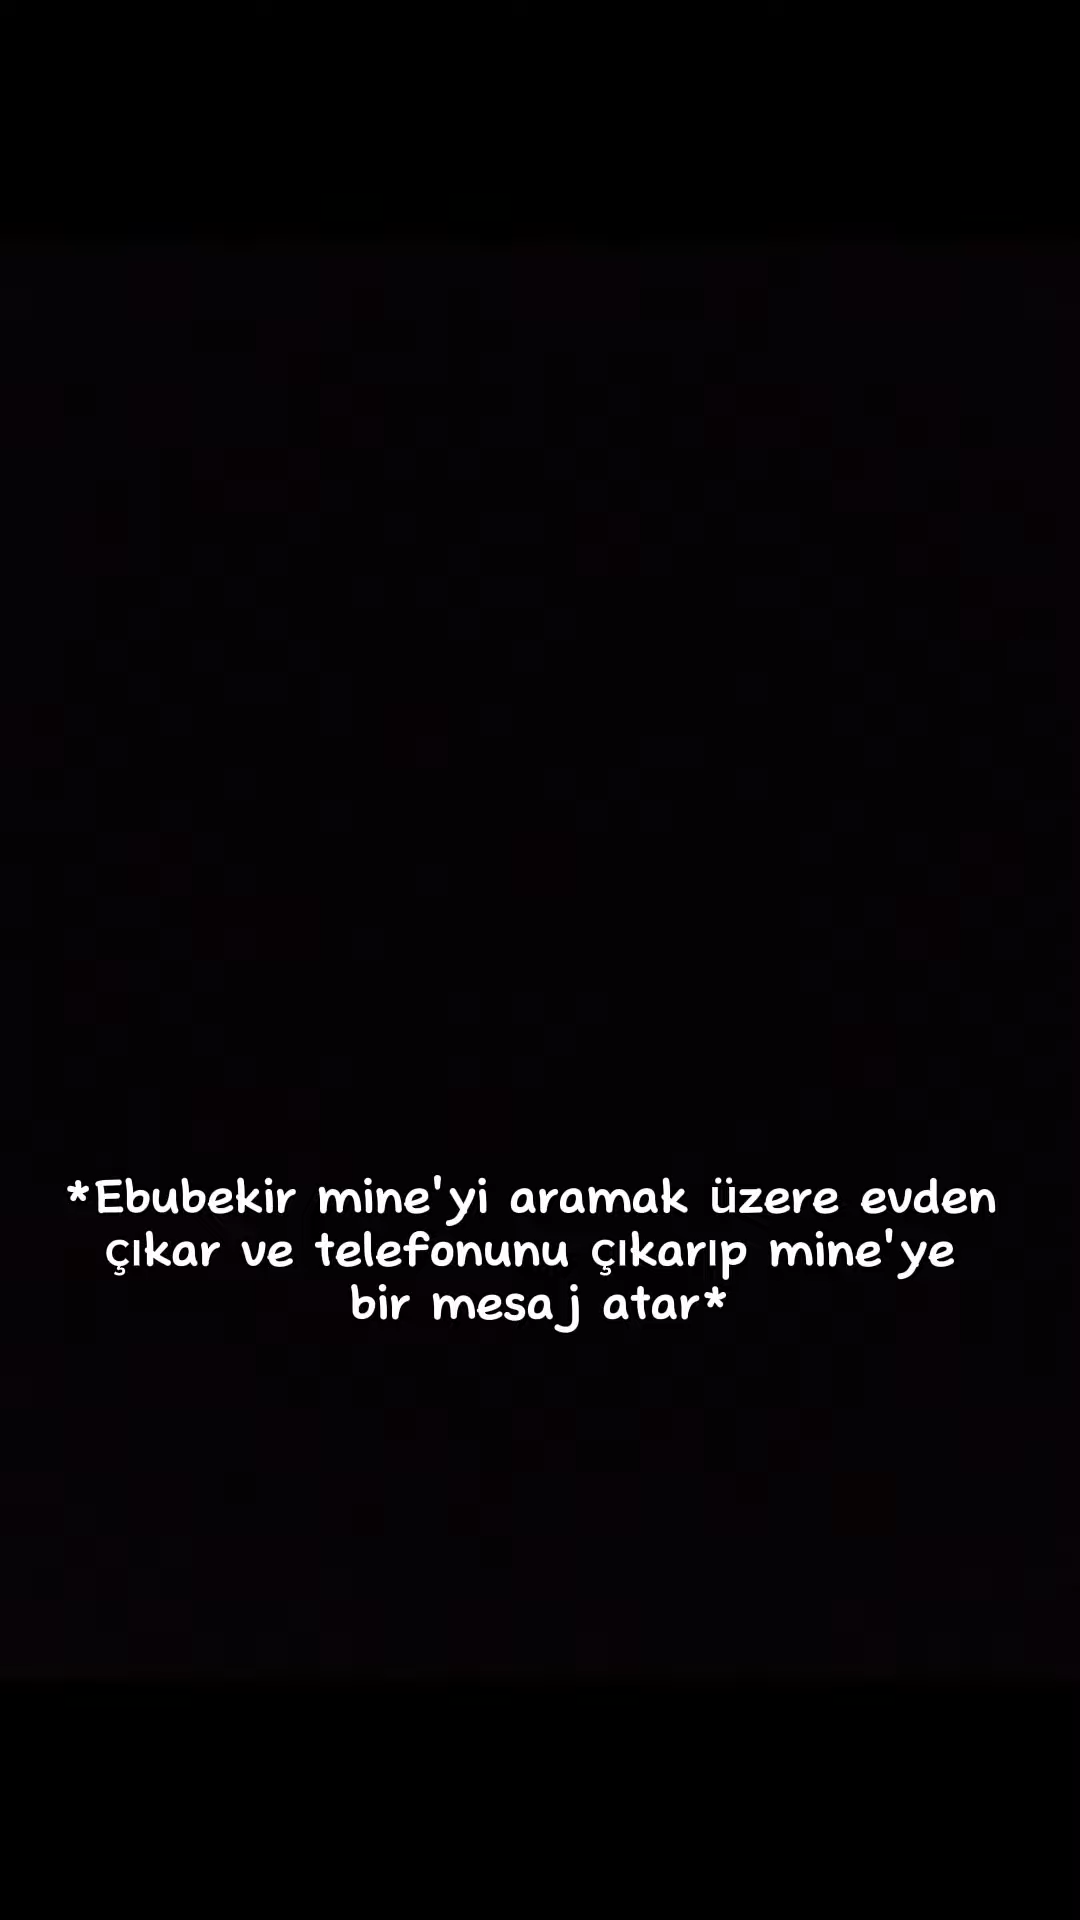 *Ebubekir mine'yi aramak üzere evden
çıkar ve telefonunu çıkarıp mine'ye
bir mesaj atar*